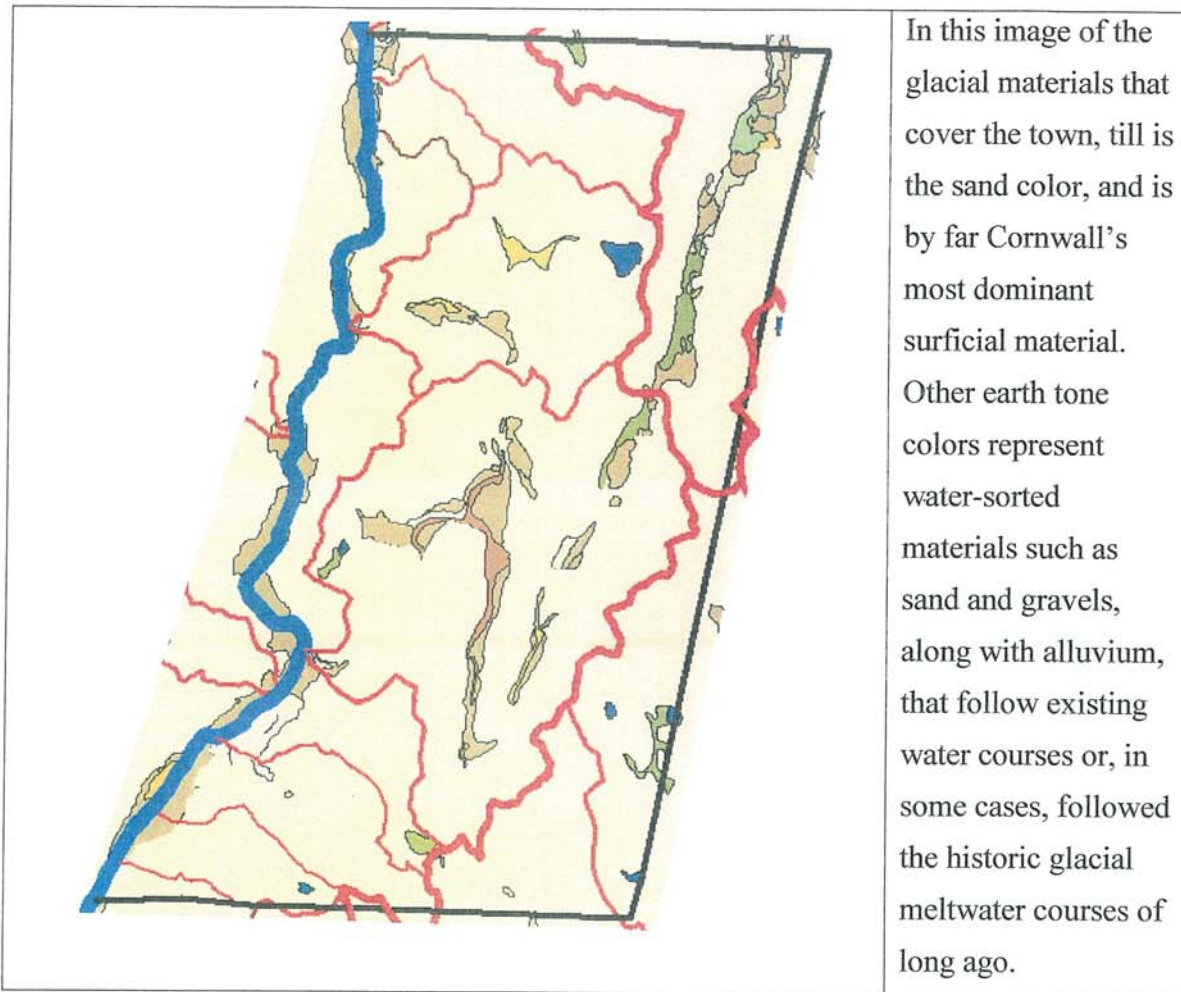 In this image of the
glacial materials that
cover the town, till is
the sand color, and is
by far Cornwall’s
most dominant
surficial material.
Other earth tone
colors represent
water-sorted
materials such as
sand and gravels,
along with alluvium,
that follow existing
water courses or, in
some cases, followed
the historic glacial
meltwater courses of
long ago.